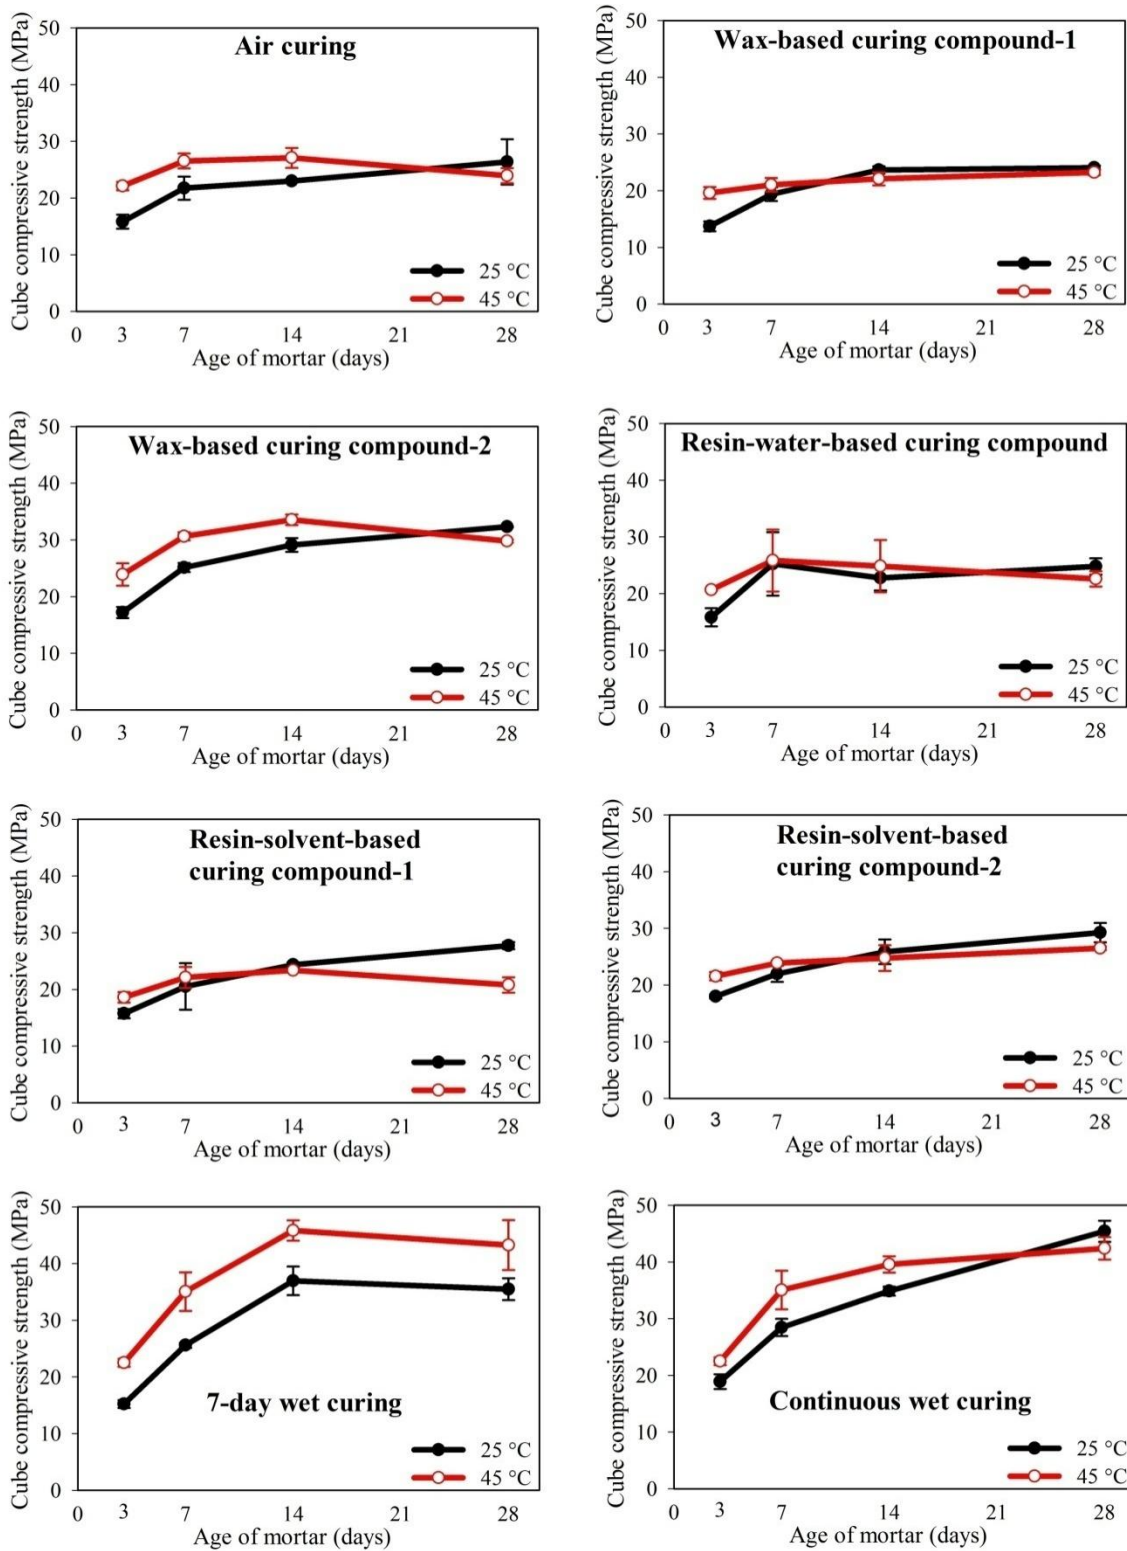 Air curing
Cube compressive strength (MPa)
50
40
30
20
10
0
25 °C
45 °C
0 3 7 14 21 28
Age of mortar (days)
Wax-based curing compound-1
Cube compressive strength (MPa)
50
40
30
20
10
0
25 °C
45 °C
0 3 7 14 21 28
Age of mortar (days)
Wax-based curing compound-2
Cube compressive strength (MPa)
50
40
30
20
10
0
25 °C
45 °C
0 3 7 14 21 28
Age of mortar (days)
Resin-water-based curing compound
Cube compressive strength (MPa)
50
40
30
20
10
0
25 °C
45 °C
0 3 7 14 21 28
Age of mortar (days)
Resin-solvent-based
curing compound-1
Cube compressive strength (MPa)
50
40
30
20
10
0
25 °C
45 °C
0 3 7 14 21 28
Age of mortar (days)
Resin-solvent-based
curing compound-2
Cube compressive strength (MPa)
50
40
30
20
10
0
25 °C
45 °C
0 3 7 14 21 28
Age of mortar (days)
Cube compressive strength (MPa)
50
40
30
20
10
0
7-day wet curing
25 °C
45 °C
0 3 7 14 21 28
Age of mortar (days)
Cube compressive strength (MPa)
50
40
30
20
10
0
Continuous wet curing
25 °C
45 °C
0 3 7 14 21 28
Age of mortar (days)